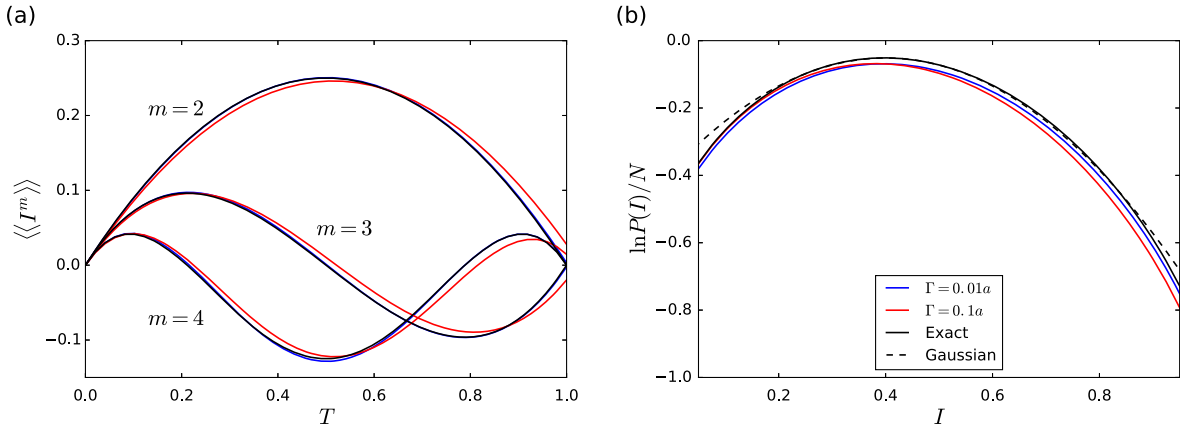 (a)
0.3
0.2
0.1
0.0
−0.1
⟨⟨I^m⟩⟩
m = 2
m = 3
m = 4
0.0 0.2 0.4 0.6 0.8 1.0
T
(b)
0.0
−0.2
−0.4
−0.6
−0.8
−1.0
lnP(I)/N
Γ = 0.01a
Γ = 0.1a
Exact
Gaussian
0.2 0.4 0.6 0.8
I